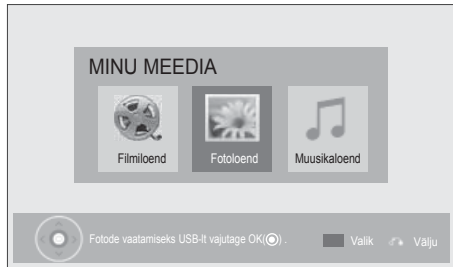 MINU MEEDIA
Filmiloend Fotoloend Muusikaloend
Fotode vaatamiseks USB-lt vajutage OK(◉) . Valik Välju